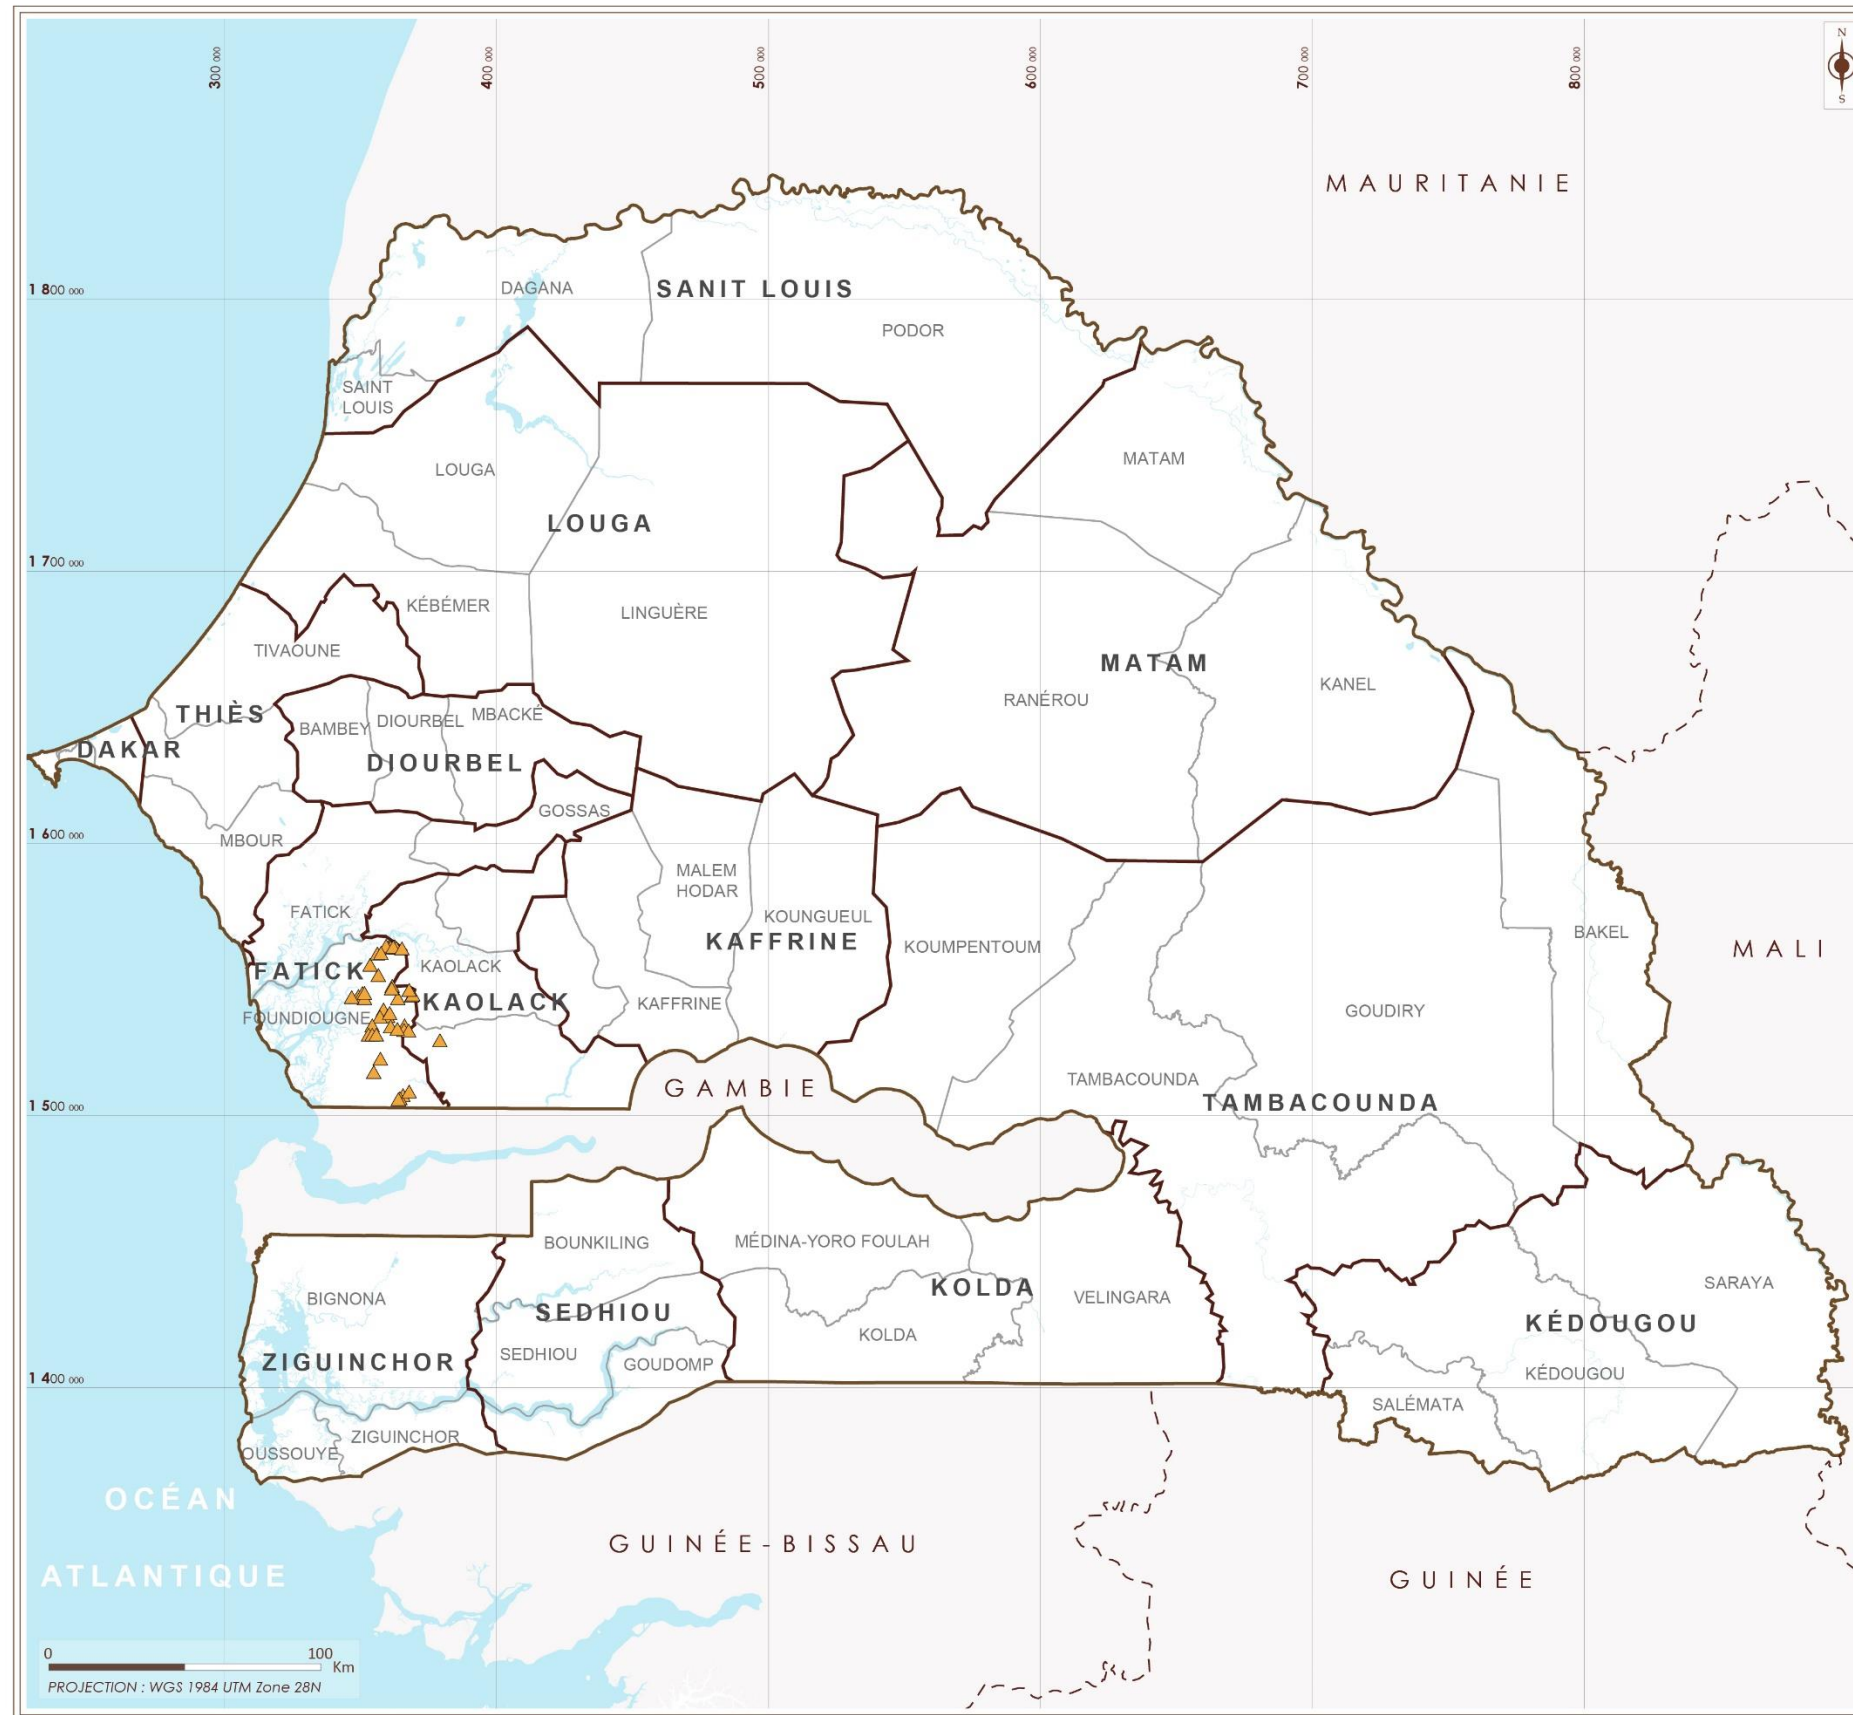 300 000
400 000
500 000
600 000
700 000
800 000
N
S
MAURITANIE
1 800 000
DAGANA
SANIT LOUIS
PODOR
SAINT
LOUIS
MATAM
LOUGA
LOUGA
1 700 000
KÉBÉMER
LINGUÈRE
TIVAOUNE
MATAM
KANEL
RANÉROU
THIÈS
BAMBEY
DIOURBEL
MBACKÉ
DAKAR
DIOURBEL
GOSSAS
1 600 000
MBOUR
MALEM
HODAR
FATICK
KOUNGUEUL
KAFFRINE
KOUMPENTOUM
BAKEL
MALI
FATICK
KAOLACK
KAOLACK
KAFFRINE
GOUDIRY
FOUNDIOUGNE
GAMBIE
TAMBACOUNDA
TAMBACOUNDA
1 500 000
BOUNKILING
MÉDINA-YORO FOULAH
KOLDA
VELINGARA
SARAYA
BIGNONA
SEDHIOU
KÉDOUGOU
KOLDA
ZIGUINCHOR
SEDHIOU
GOUDOMP
KÉDOUGOU
1 400 000
SALÉMATA
ZIGUINCHOR
OUSSOUYE
OCÉAN
ATLANTIQUE
GUINÉE-BISSAU
GUINÉE
0
100
Km
PROJECTION : WGS 1984 UTM Zone 28N